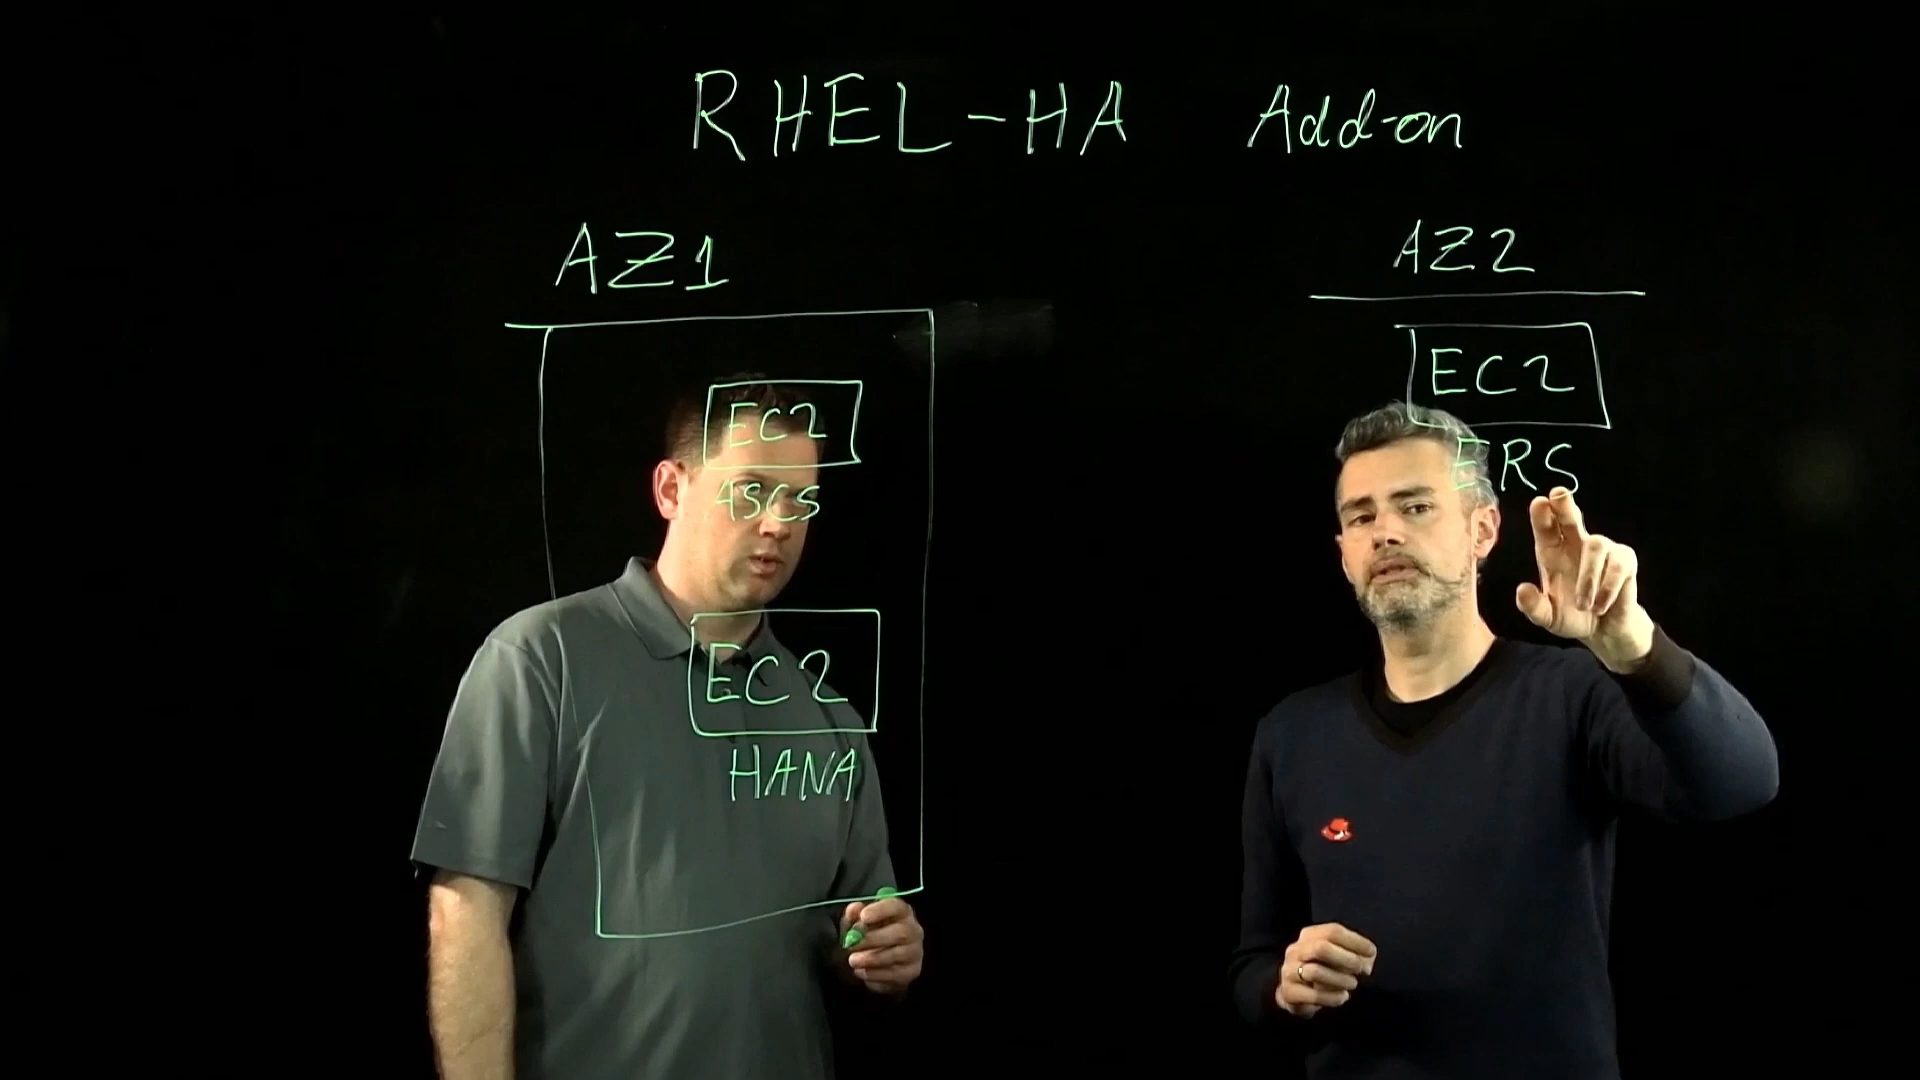 RHEL-HA Add-on
AZ1
EC2
ASCS
EC2
HANA
AZ2
EC2
ERS